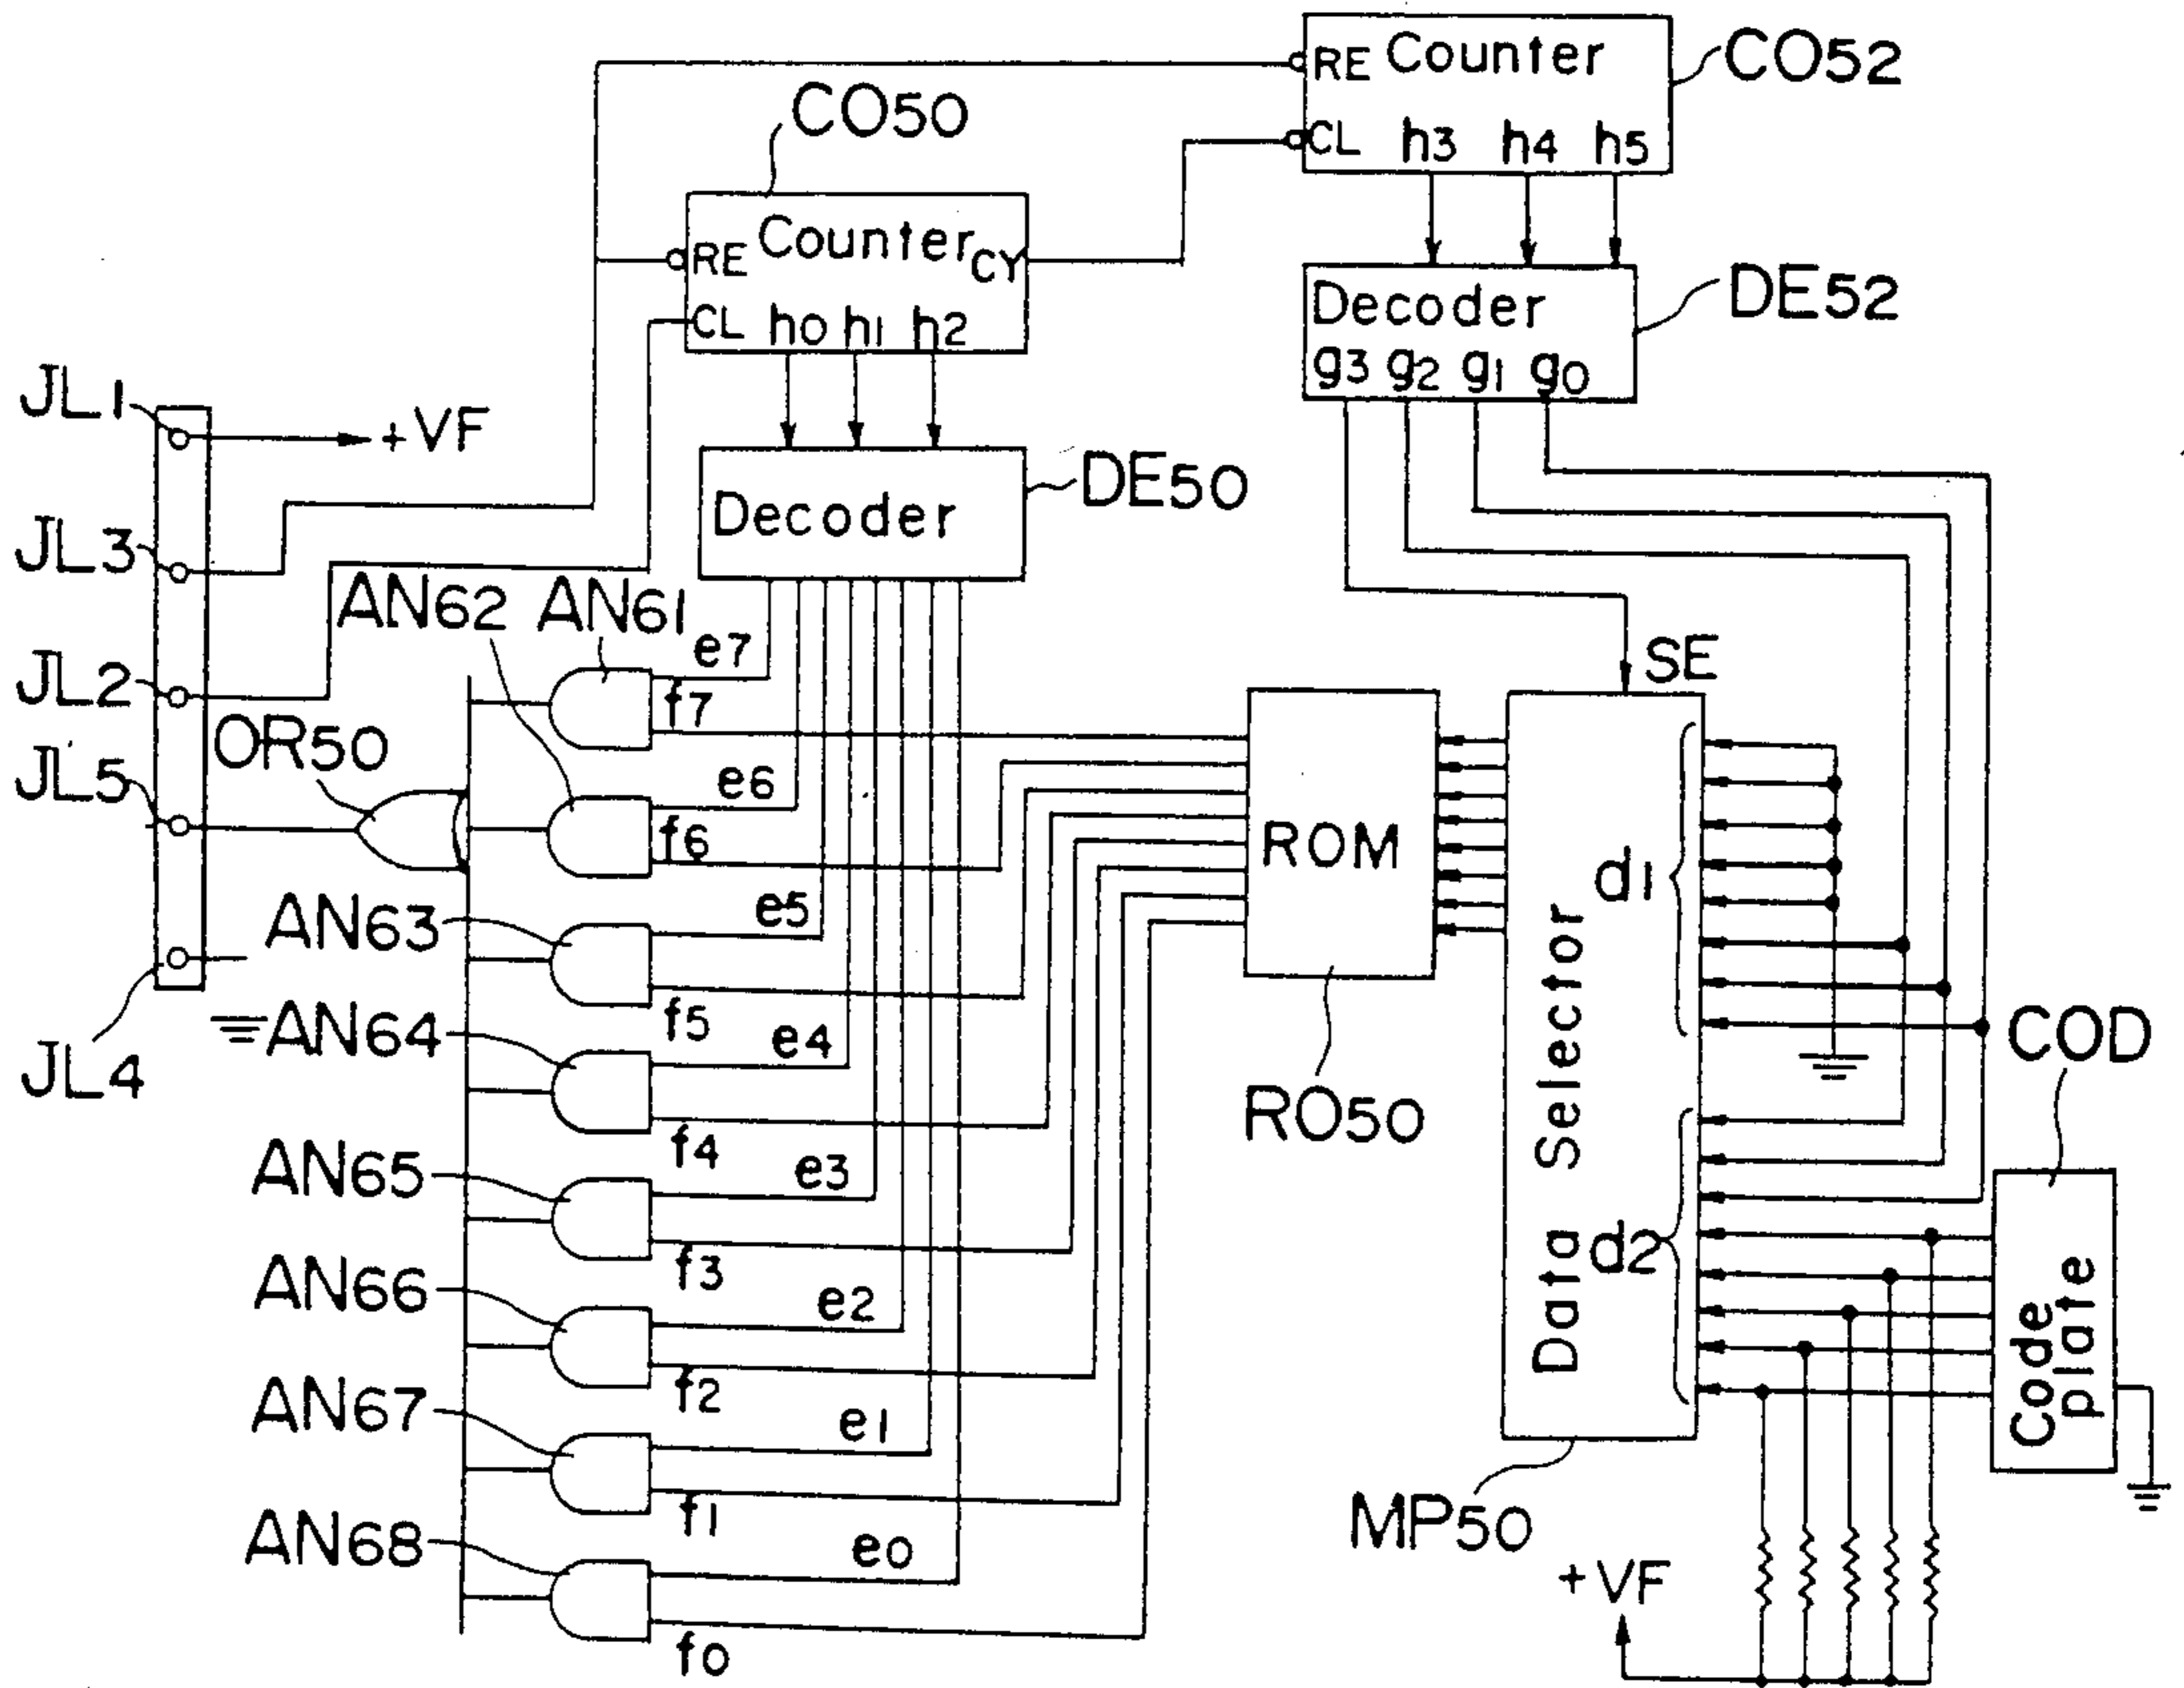 RE Counter
CO52
CL h3 h4 h5
CO50
RE Counter CY
CL h0 h1 h2
Decoder
g3 g2 g1 g0
DE52
JL1
+VF
Decoder
DE50
JL3
AN62
AN61
e7
f7
SE
JL2
OR50
JL5
e6
f6
ROM
d1
AN63
e5
f5
AN64
e4
f4
JL4
RO50
COD
Data Selector
AN65
e3
f3
d2
AN66
e2
f2
Code plate
AN67
e1
f1
MP50
AN68
e0
f0
+VF